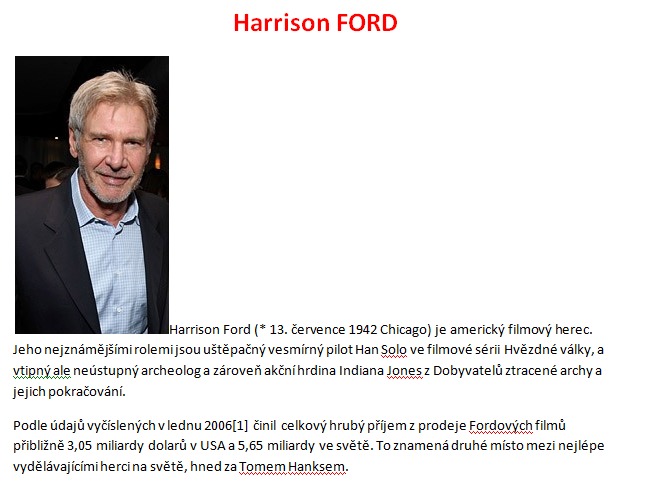 Harrison FORD
Harrison Ford (* 13. července 1942 Chicago) je americký filmový herec.
Jeho nejznámějšími rolemi jsou uštěpačný vesmírný pilot Han Solo ve filmové sérii Hvězdné války, a
vtipný ale neústupný archeolog a zároveň akční hrdina Indiana Jones z Dobyvatelů ztracené archy a
jejich pokračování.
Podle údajů vyčíslených v lednu 2006[1] činil celkový hrubý příjem z prodeje Fordových filmů
přibližně 3,05 miliardy dolarů v USA a 5,65 miliardy ve světě. To znamená druhé místo mezi nejlépe
vydělávajícími herci na světě, hned za Tomem Hanksem.